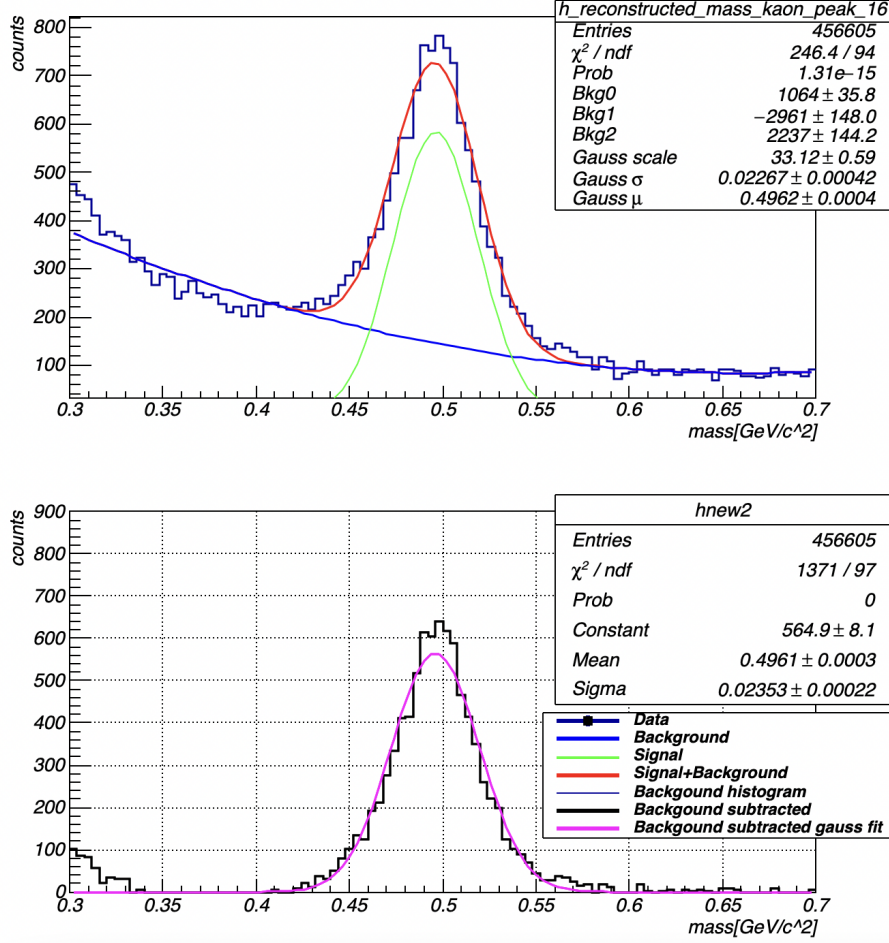 h_reconstructed_mass_kaon_peak_16
Entries 456605
χ² / ndf 246.4 / 94
Prob 1.31e−15
Bkg0 1064 ± 35.8
Bkg1 −2961 ± 148.0
Bkg2 2237 ± 144.2
Gauss scale 33.12 ± 0.59
Gauss σ 0.02267 ± 0.00042
Gauss μ 0.4962 ± 0.0004
counts
800
700
600
500
400
300
200
100
0.3 0.35 0.4 0.45 0.5 0.55 0.6 0.65 0.7
mass[GeV/c^2]
hnew2
Entries 456605
χ² / ndf 1371 / 97
Prob 0
Constant 564.9 ± 8.1
Mean 0.4961 ± 0.0003
Sigma 0.02353 ± 0.00022
Data
Background
Signal
Signal+Background
Backgound histogram
Backgound subtracted
Backgound subtracted gauss fit
counts
900
800
700
600
500
400
300
200
100
0
0.3 0.35 0.4 0.45 0.5 0.55 0.6 0.65 0.7
mass[GeV/c^2]